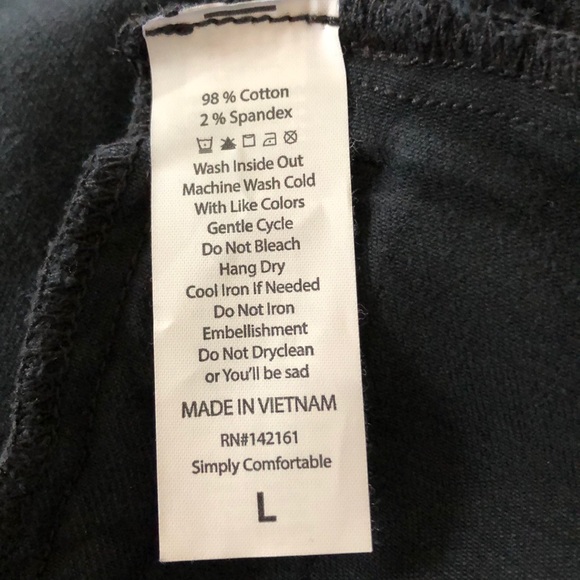 98 % Cotton
2 % Spandex
Wash Inside Out
Machine Wash Cold
With Like Colors
Gentle Cycle
Do Not Bleach
Hang Dry
Cool Iron If Needed
Do Not Iron
Embellishment
Do Not Dryclean
or You'll be sad
MADE IN VIETNAM
RN#142161
Simply Comfortable
L